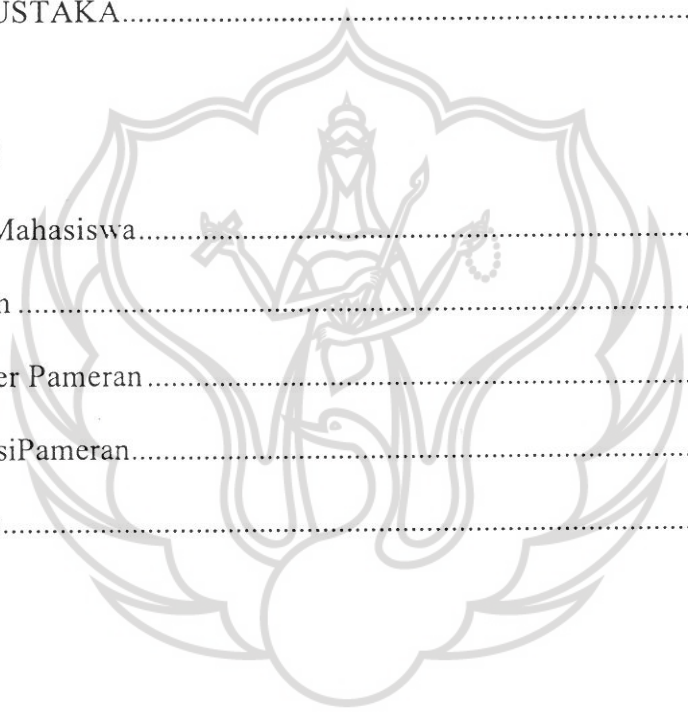 USTAKA..........................................................................
Mahasiswa..........................................................................
n ..........................................................................
er Pameran ..........................................................................
siPameran..........................................................................
..........................................................................